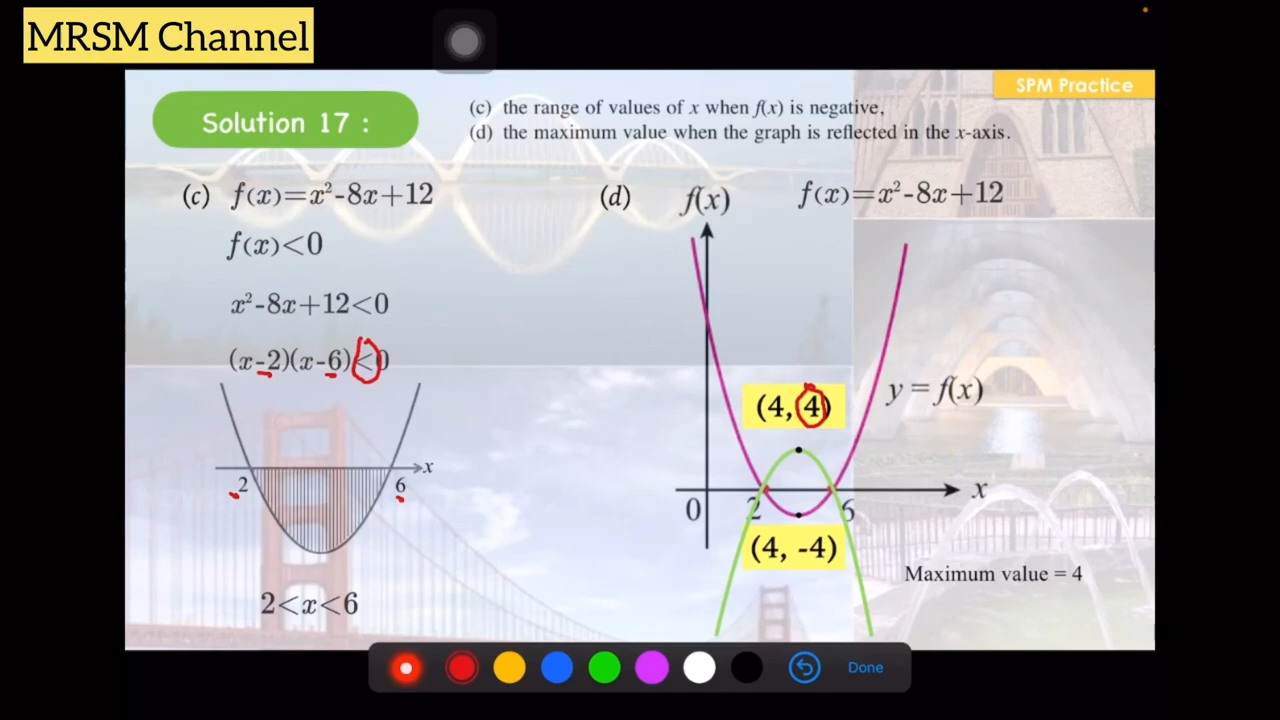 MRSM Channel
SPM Practice
Solution 17 :
(c) the range of values of x when f(x) is negative,
(d) the maximum value when the graph is reflected in the x-axis.
(c) f(x)=x²-8x+12
f(x)<0
x²-8x+12<0
(x-2)(x-6)<0
x
2
6
2<x<6
(d)
f(x)
f(x)=x²-8x+12
(4, 4)
y = f(x)
x
0
2
6
(4, -4)
Maximum value = 4
Done